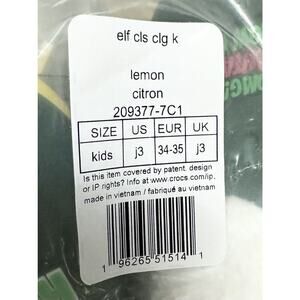 elf cls clg k
lemon
citron
209377-7C1
SIZE US EUR UK
kids j3 34-35 j3
Is this item covered by patent, design
or IP rights? Info at www.crocs.com/ip.
made in vietnam / fabriqué au vietnam
1 96265 51514 1